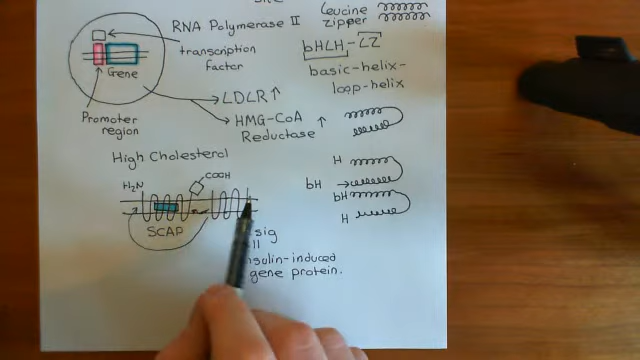 RNA Polymerase II
transcription
factor
Gene
Promoter
region
LDLR ↑
HMG-CoA ↑
Reductase
Leucine
zipper
bHLH-LZ
basic-helix-
loop-helix
High Cholesterol
H₂N
COOH
SCAP
H
bH
bH
H
sig
nsulin-induced
gene protein.